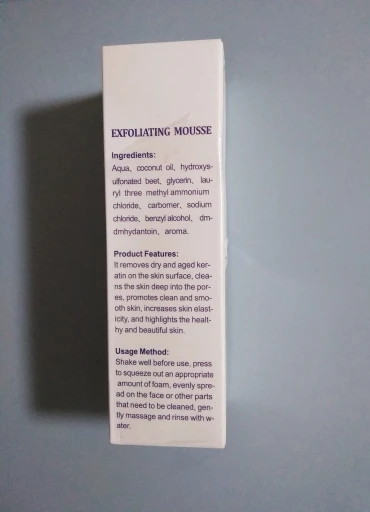 EXFOLIATING MOUSSE
Ingredients:
Aqua, coconut oil, hydroxys-
ulfonated beet, glycerin, lau-
ryl three methyl ammonium
chloride, carbomer, sodium
chloride, benzyl alcohol, dm-
dmhydantoin, aroma.
Product Features:
It removes dry and aged ker-
atin on the skin surface, clea-
ns the skin deep into the por-
es, promotes clean and smo-
oth skin, increases skin elast-
icity, and highlights the healt-
hy and beautiful skin.
Usage Method:
Shake well before use, press
to squeeze out an appropriate
amount of foam, evenly spre-
ad on the face or other parts
that need to be cleaned, gen-
tly massage and rinse with w-
ater.